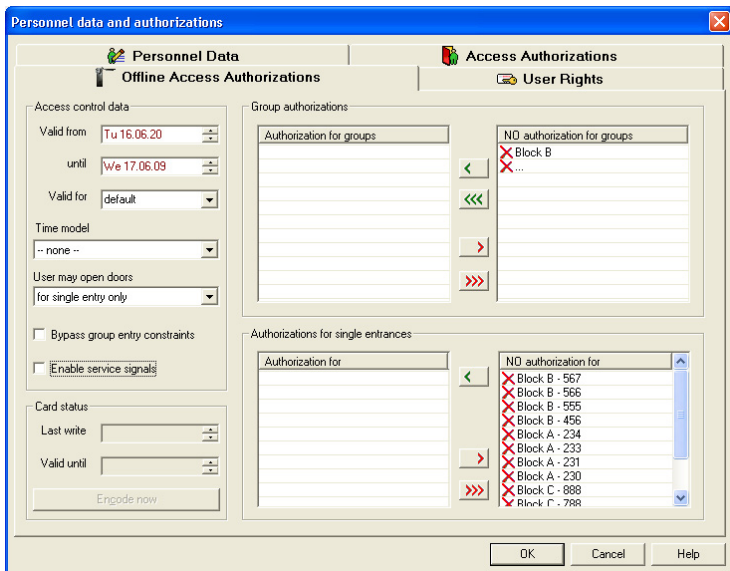 Personnel data and authorizations
Personnel Data
Access Authorizations
Offline Access Authorizations
User Rights
Access control data
Valid from
Tu 16.06.20
until
We 17.06.09
Valid for
default
Time model
-- none --
User may open doors
for single entry only
Bypass group entry constraints
Enable service signals
Card status
Last write
Valid until
Encode now
Group authorizations
Authorization for groups
<
<<<
>
>>>
NO authorization for groups
Block B
...
Authorizations for single entrances
Authorization for
<
>
>>>
NO authorization for
Block B - 567
Block B - 566
Block B - 555
Block B - 456
Block A - 234
Block A - 233
Block A - 231
Block A - 230
Block C - 888
Block C - 788
OK
Cancel
Help